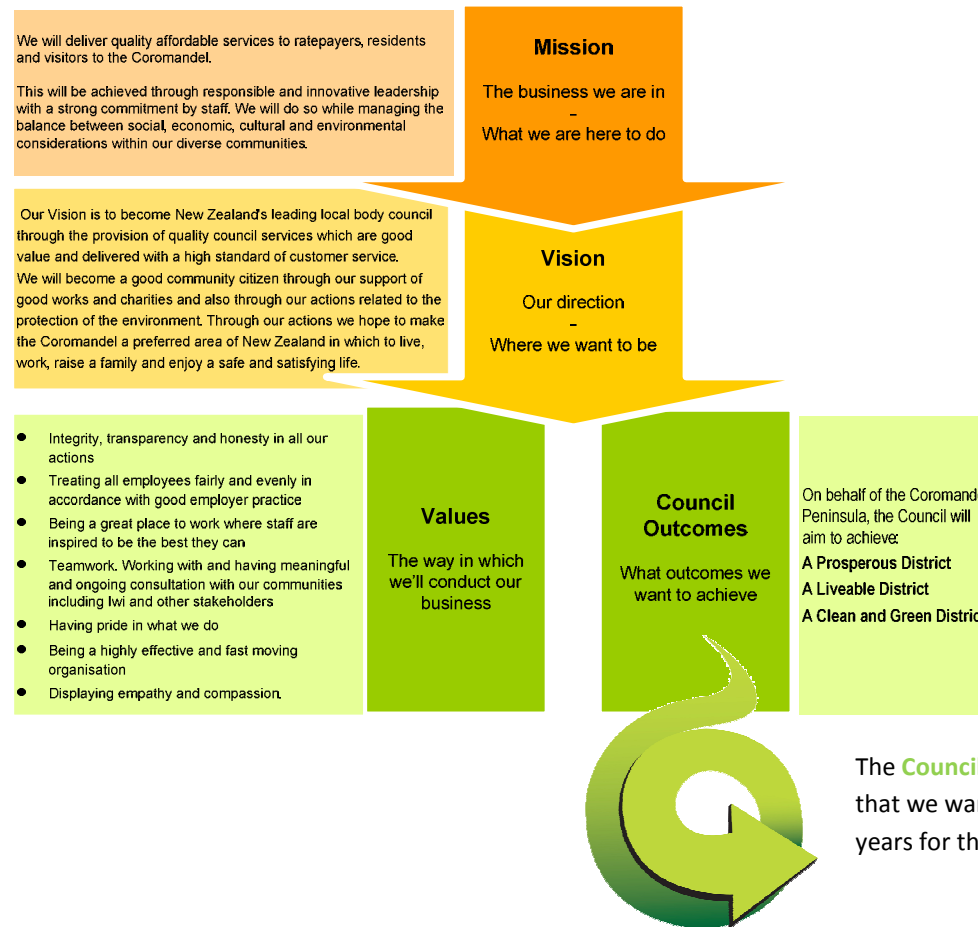 We will deliver quality affordable services to ratepayers, residents
and visitors to the Coromandel.
This will be achieved through responsible and innovative leadership
with a strong commitment by staff. We will do so while managing the
balance between social, economic, cultural and environmental
considerations within our diverse communities.
Mission
The business we are in
–
What we are here to do
Our Vision is to become New Zealand's leading local body council
through the provision of quality council services which are good
value and delivered with a high standard of customer service.
We will become a good community citizen through our support of
good works and charities and also through our actions related to the
protection of the environment. Through our actions we hope to make
the Coromandel a preferred area of New Zealand in which to live,
work, raise a family and enjoy a safe and satisfying life.
Vision
Our direction
–
Where we want to be
● Integrity, transparency and honesty in all our
actions
● Treating all employees fairly and evenly in
accordance with good employer practice
● Being a great place to work where staff are
inspired to be the best they can
● Teamwork. Working with and having meaningful
and ongoing consultation with our communities
including Iwi and other stakeholders
● Having pride in what we do
● Being a highly effective and fast moving
organisation
● Displaying empathy and compassion.
Values
The way in which
we'll conduct our
business
Council
Outcomes
What outcomes we
want to achieve
On behalf of the
Peninsula, the Council will
aim to achieve:
A Prosperous District
A Liveable District
A Clean and Green
The
that we
years for